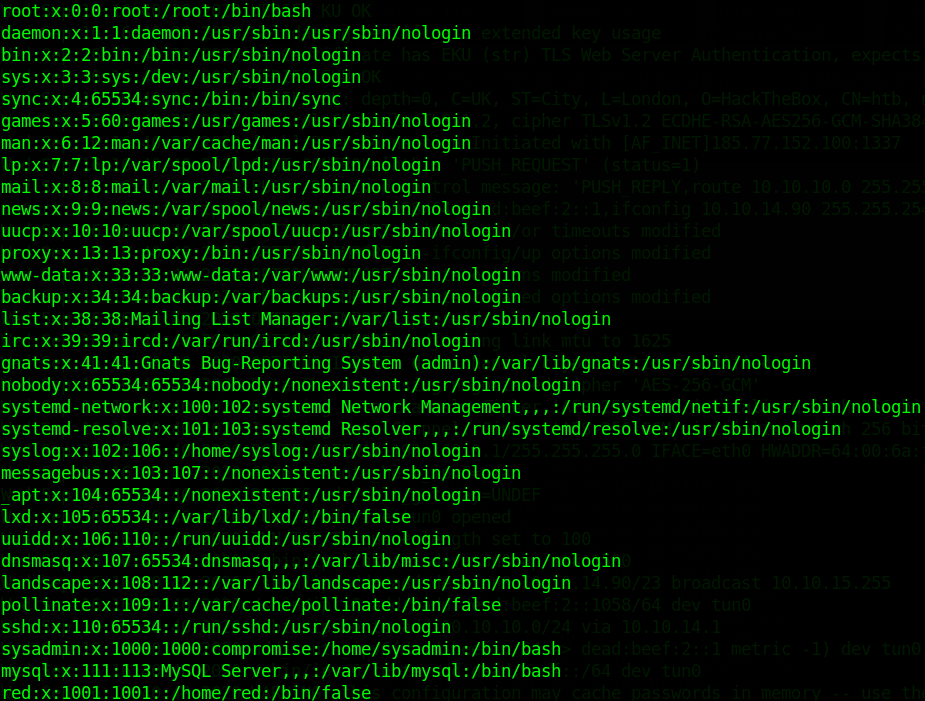 root:x:0:0:root:/root:/bin/bash
daemon:x:1:1:daemon:/usr/sbin:/usr/sbin/nologin
bin:x:2:2:bin:/bin:/usr/sbin/nologin
sys:x:3:3:sys:/dev:/usr/sbin/nologin
sync:x:4:65534:sync:/bin:/bin/sync
games:x:5:60:games:/usr/games:/usr/sbin/nologin
man:x:6:12:man:/var/cache/man:/usr/sbin/nologin
lp:x:7:7:lp:/var/spool/lpd:/usr/sbin/nologin
mail:x:8:8:mail:/var/mail:/usr/sbin/nologin
news:x:9:9:news:/var/spool/news:/usr/sbin/nologin
uucp:x:10:10:uucp:/var/spool/uucp:/usr/sbin/nologin
proxy:x:13:13:proxy:/bin:/usr/sbin/nologin
www-data:x:33:33:www-data:/var/www:/usr/sbin/nologin
backup:x:34:34:backup:/var/backups:/usr/sbin/nologin
list:x:38:38:Mailing List Manager:/var/list:/usr/sbin/nologin
irc:x:39:39:ircd:/var/run/ircd:/usr/sbin/nologin
gnats:x:41:41:Gnats Bug-Reporting System (admin):/var/lib/gnats:/usr/sbin/nologin
nobody:x:65534:65534:nobody:/nonexistent:/usr/sbin/nologin
systemd-network:x:100:102:systemd Network Management,,,:/run/systemd/netif:/usr/sbin/nologin
systemd-resolve:x:101:103:systemd Resolver,,,:/run/systemd/resolve:/usr/sbin/nologin
syslog:x:102:106::/home/syslog:/usr/sbin/nologin
messagebus:x:103:107::/nonexistent:/usr/sbin/nologin
_apt:x:104:65534::/nonexistent:/usr/sbin/nologin
lxd:x:105:65534::/var/lib/lxd/:/bin/false
uuidd:x:106:110::/run/uuidd:/usr/sbin/nologin
dnsmasq:x:107:65534:dnsmasq,,,:/var/lib/misc:/usr/sbin/nologin
landscape:x:108:112::/var/lib/landscape:/usr/sbin/nologin
pollinate:x:109:1::/var/cache/pollinate:/bin/false
sshd:x:110:65534::/run/sshd:/usr/sbin/nologin
sysadmin:x:1000:1000:compromise:/home/sysadmin:/bin/bash
mysql:x:111:113:MySQL Server,,,:/var/lib/mysql:/bin/bash
red:x:1001:1001::/home/red:/bin/false